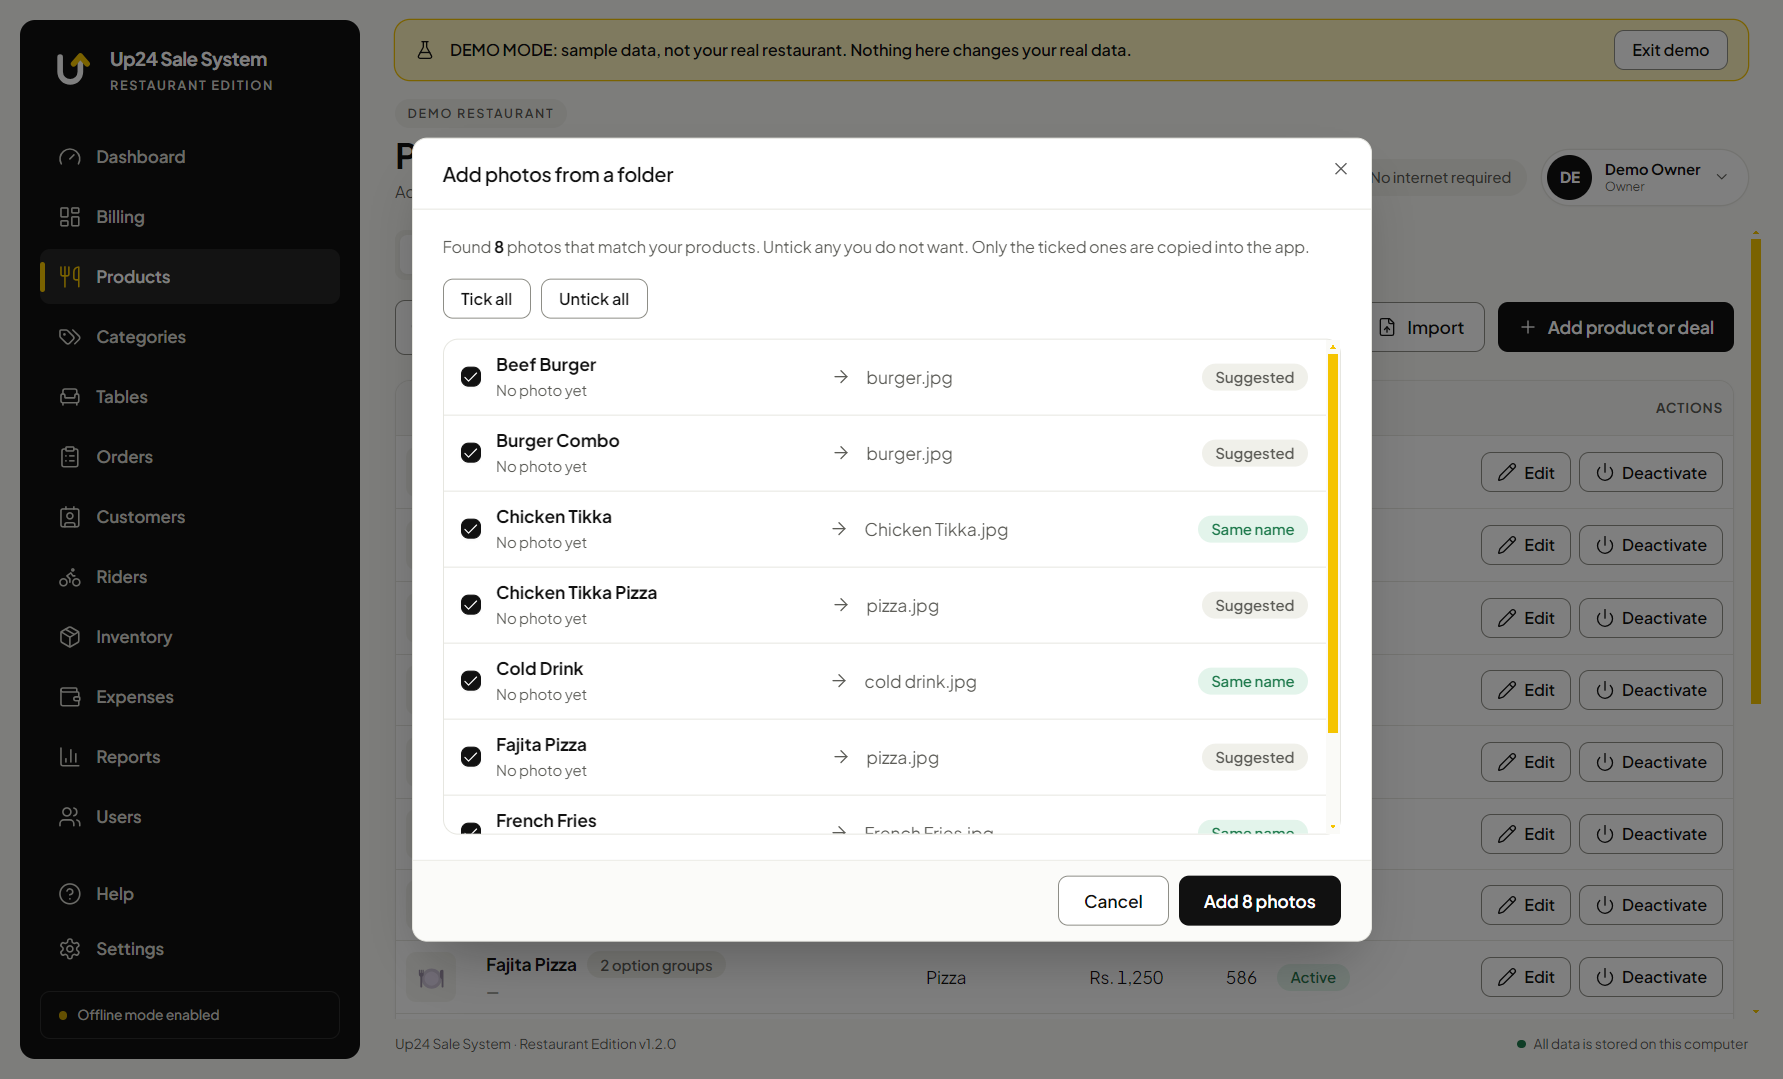 Up24 Sale System
RESTAURANT EDITION
Dashboard
Billing
Products
Categories
Tables
Orders
Customers
Riders
Inventory
Expenses
Reports
Users
Help
Settings
Offline mode enabled
DEMO MODE: sample data, not your real restaurant. Nothing here changes your real data.
Exit demo
DEMO RESTAURANT
No internet required
DE
Demo Owner
Owner
Import
Add product or deal
ACTIONS
Edit Deactivate
Edit Deactivate
Edit Deactivate
Edit Deactivate
Edit Deactivate
Edit Deactivate
Edit Deactivate
Add photos from a folder
Found 8 photos that match your products. Untick any you do not want. Only the ticked ones are copied into the app.
Tick all Untick all
Beef Burger
No photo yet
burger.jpg
Suggested
Burger Combo
No photo yet
burger.jpg
Suggested
Chicken Tikka
No photo yet
Chicken Tikka.jpg
Same name
Chicken Tikka Pizza
No photo yet
pizza.jpg
Suggested
Cold Drink
No photo yet
cold drink.jpg
Same name
Fajita Pizza
No photo yet
pizza.jpg
Suggested
French Fries
French Fries.jpg
Same name
Cancel
Add 8 photos
Fajita Pizza 2 option groups
Pizza Rs. 1,250 586 Active
Edit Deactivate
Up24 Sale System · Restaurant Edition v1.2.0
All data is stored on this computer